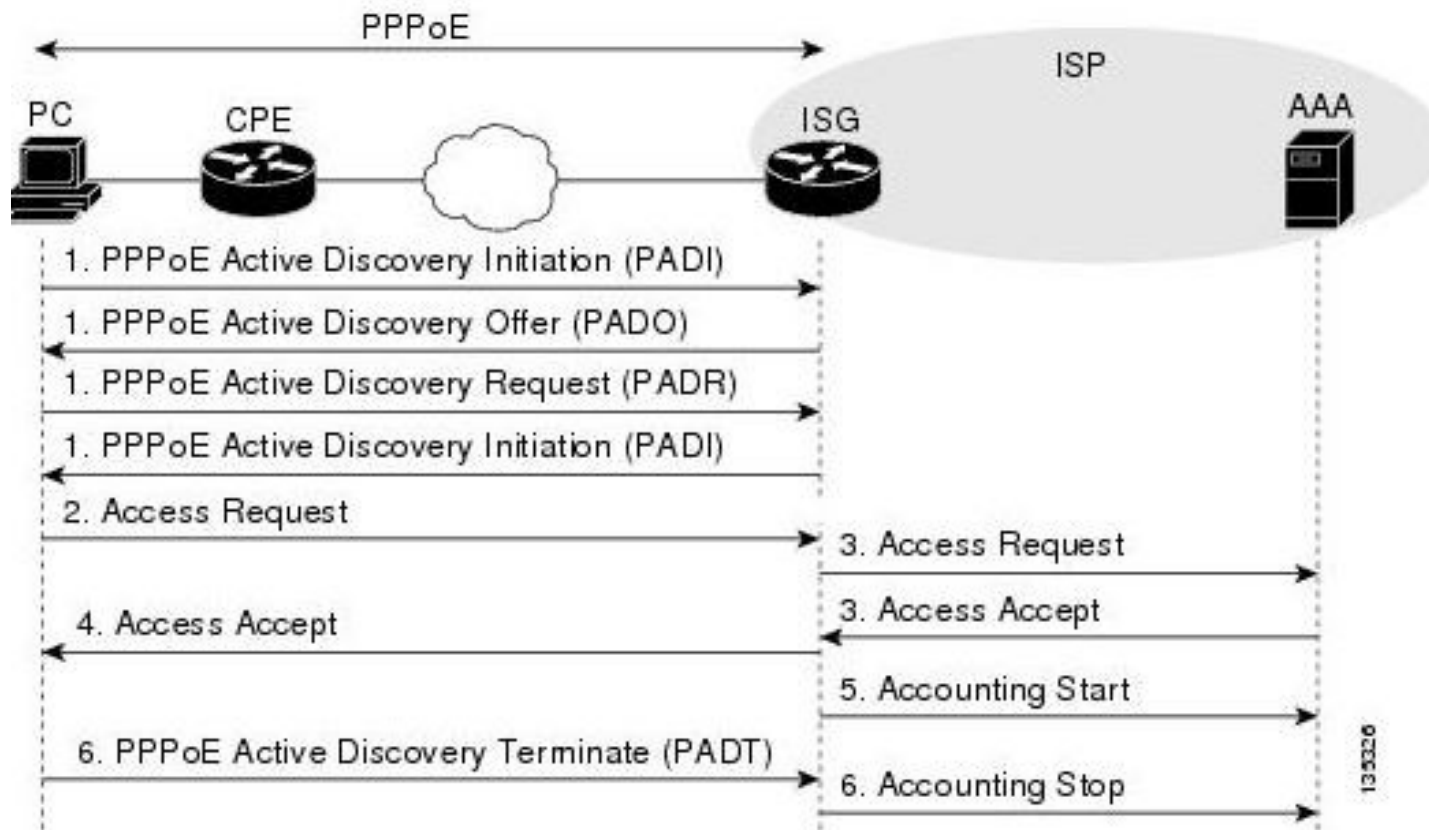 PPPoE
ISP
PC
CPE
ISG
AAA
1. PPPoE Active Discovery Initiation (PADI)
1. PPPoE Active Discovery Offer (PADO)
1. PPPoE Active Discovery Request (PADR)
1. PPPoE Active Discovery Initiation (PADI)
2. Access Request
3. Access Request
3. Access Accept
4. Access Accept
5. Accounting Start
6. PPPoE Active Discovery Terminate (PADT)
6. Accounting Stop
135326